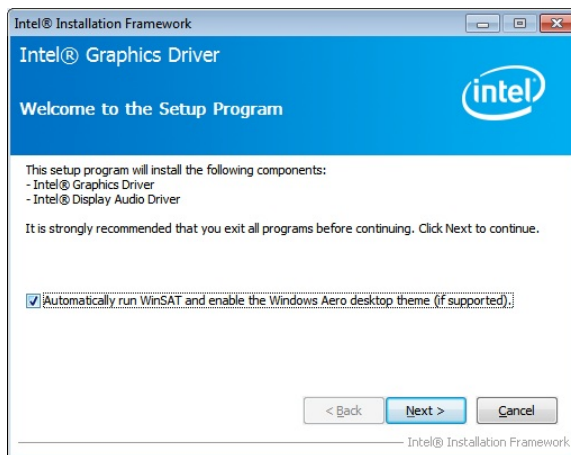 Intel® Installation Framework
Intel® Graphics Driver
intel
Welcome to the Setup Program
This setup program will install the following components:
- Intel® Graphics Driver
- Intel® Display Audio Driver
It is strongly recommended that you exit all programs before continuing. Click Next to continue.
Automatically run WinSAT and enable the Windows Aero desktop theme (if supported).
< Back Next > Cancel
Intel® Installation Framework